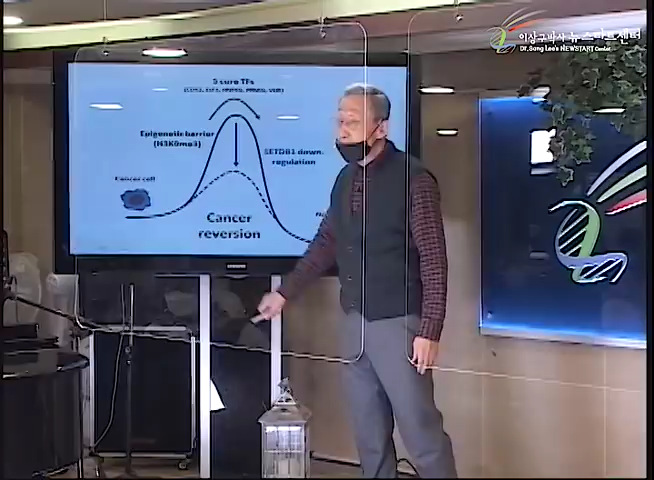 이상구박사 뉴스타트센터
Dr. Sang Lee's NEWSTART Center
5 core TFs
Epigenetic barrier
(H3K9me3)
SETDB1 down-
regulation
Cancer cell
Cancer
reversion